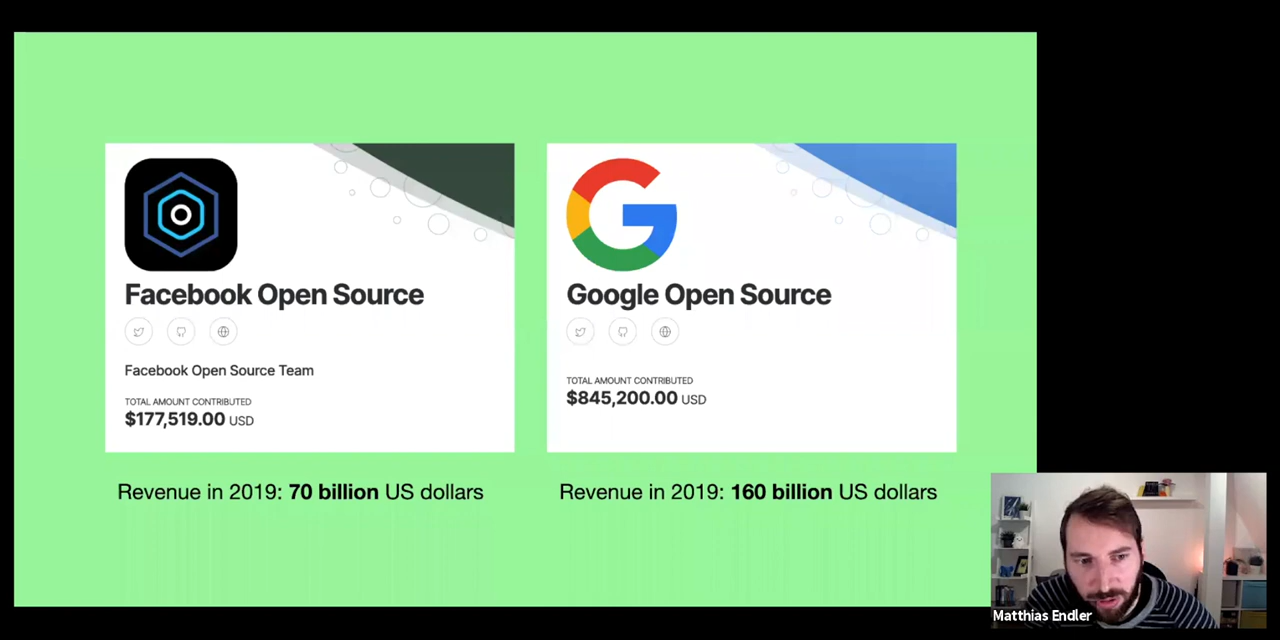 Facebook Open Source
Facebook Open Source Team
TOTAL AMOUNT CONTRIBUTED
$177,519.00 USD
Revenue in 2019: 70 billion US dollars
Google Open Source
TOTAL AMOUNT CONTRIBUTED
$845,200.00 USD
Revenue in 2019: 160 billion US dollars
Matthias Endler